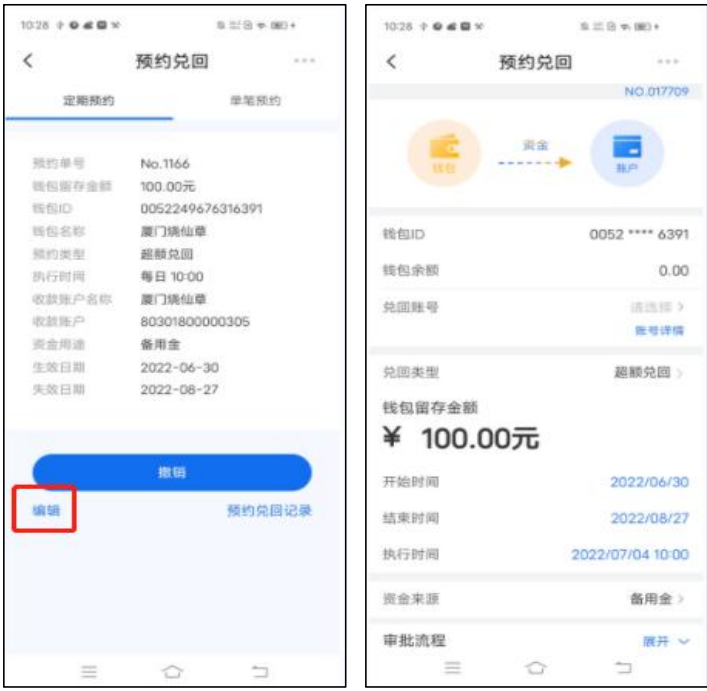 10:28
预约兑回
定期预约 单笔预约
预约单号 No.1166
钱包留存金额 100.00元
钱包ID 0052249676316391
钱包名称 厦门烧仙草
预约类型 超额兑回
执行时间 每日 10:00
收款账户名称 厦门烧仙草
收款账户 80301800000305
资金用途 备用金
生效日期 2022-06-30
失效日期 2022-08-27
撤销
编辑 预约兑回记录
10:28
预约兑回
NO.017709
资金
钱包 账户
钱包ID 0052 **** 6391
钱包余额 0.00
兑回账号 请选择 >
账号详情
兑回类型 超额兑回 >
钱包留存金额
¥ 100.00元
开始时间 2022/06/30
结束时间 2022/08/27
执行时间 2022/07/04 10:00
资金来源 备用金 >
审批流程 展开